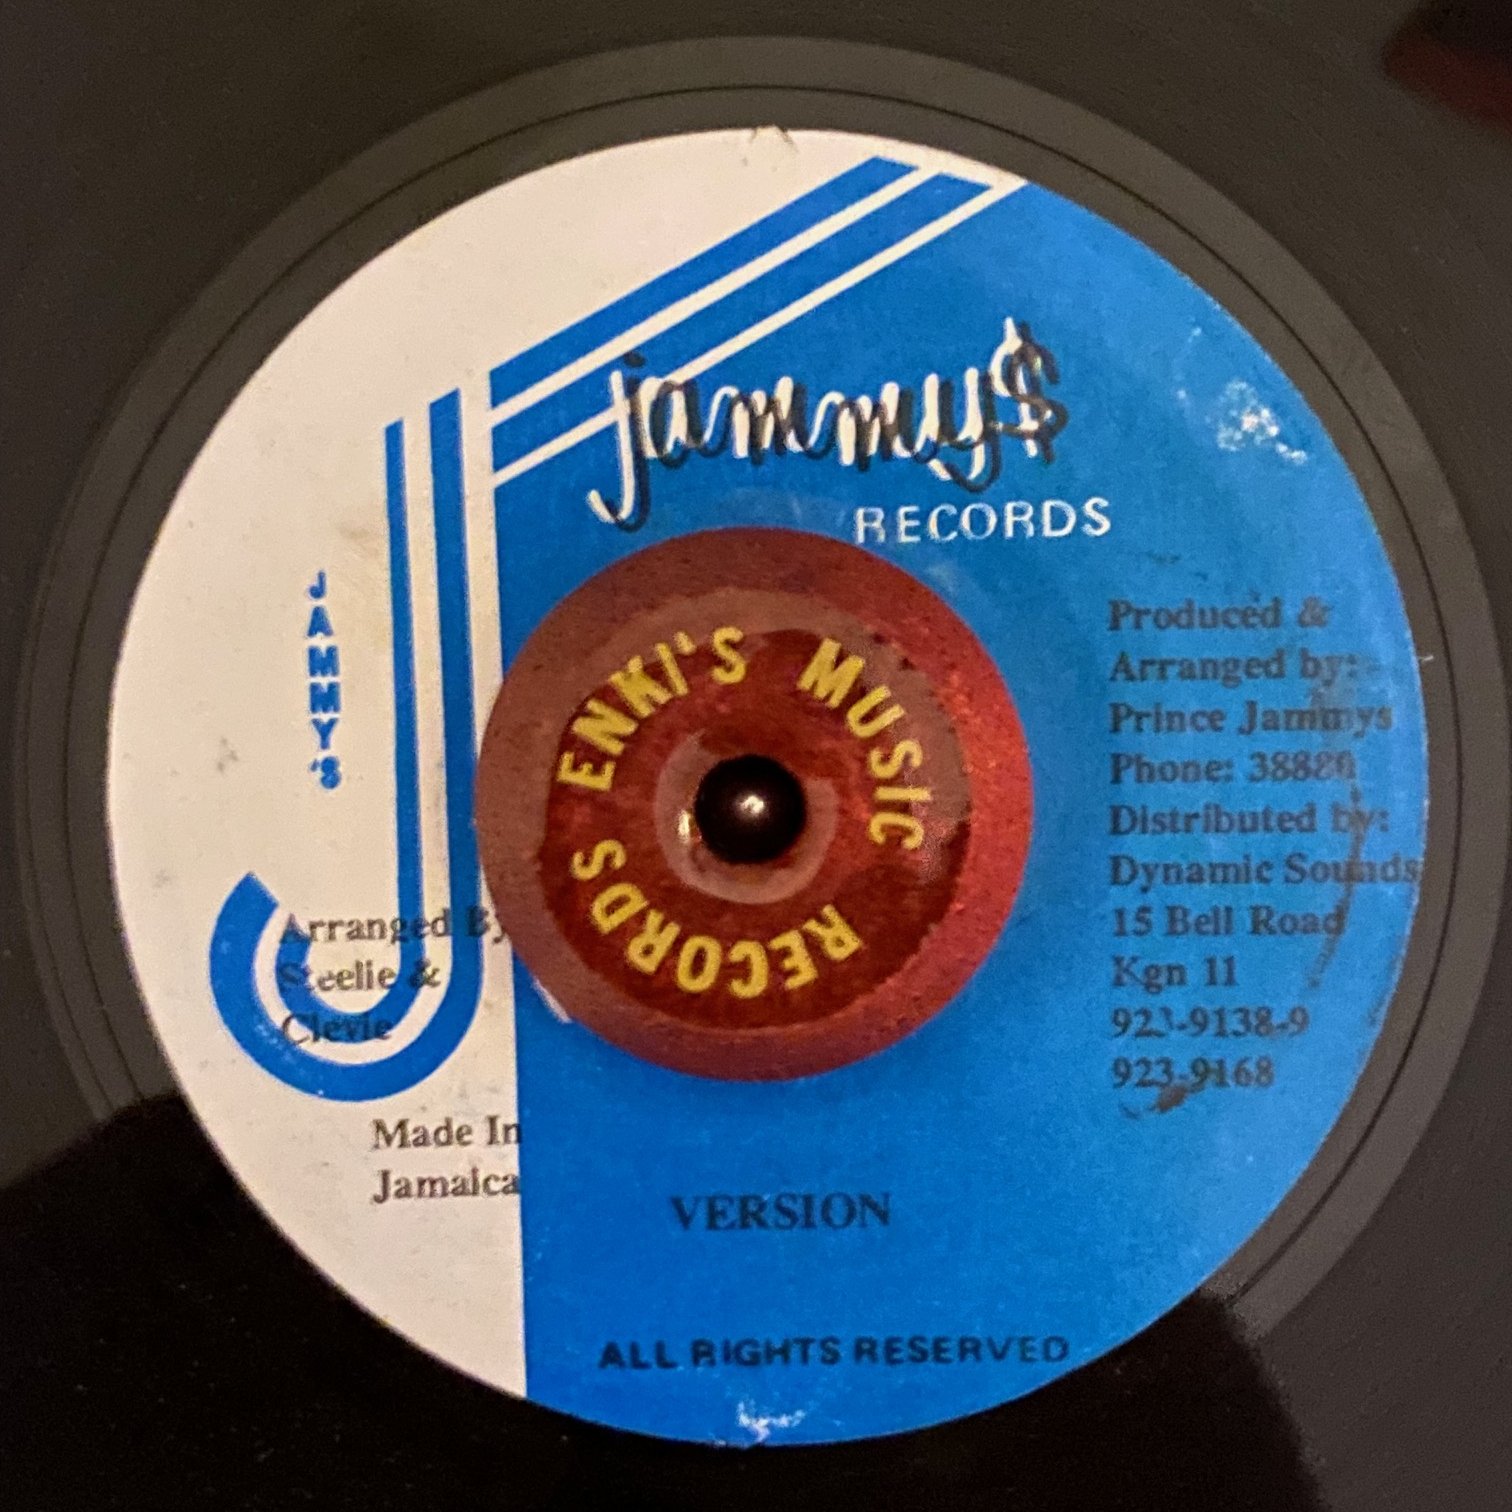 jammy$
RECORDS
JAMMY'S
ENKI'S MUSIC RECORDS
Produced &
Arranged by:
Prince Jammys
Phone: 38820
Distributed by:
Dynamic Sounds
15 Bell Road
Kgn 11
923-9138-9
923-9168
Arranged By
Steelie &
Clevie
Made In
Jamaica
VERSION
ALL RIGHTS RESERVED